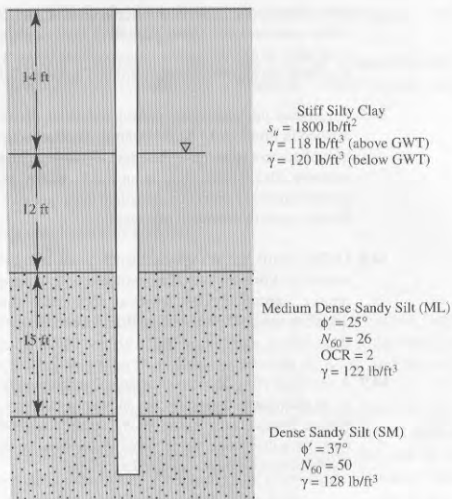 14 ft
Stiff Silty Clay
s_u = 1800 lb/ft²
γ = 118 lb/ft³ (above GWT)
γ = 120 lb/ft³ (below GWT)
12 ft
15 ft
Medium Dense Sandy Silt (ML)
ϕ′ = 25°
N₆₀ = 26
OCR = 2
γ = 122 lb/ft³
Dense Sandy Silt (SM)
ϕ′ = 37°
N₆₀ = 50
γ = 128 lb/ft³